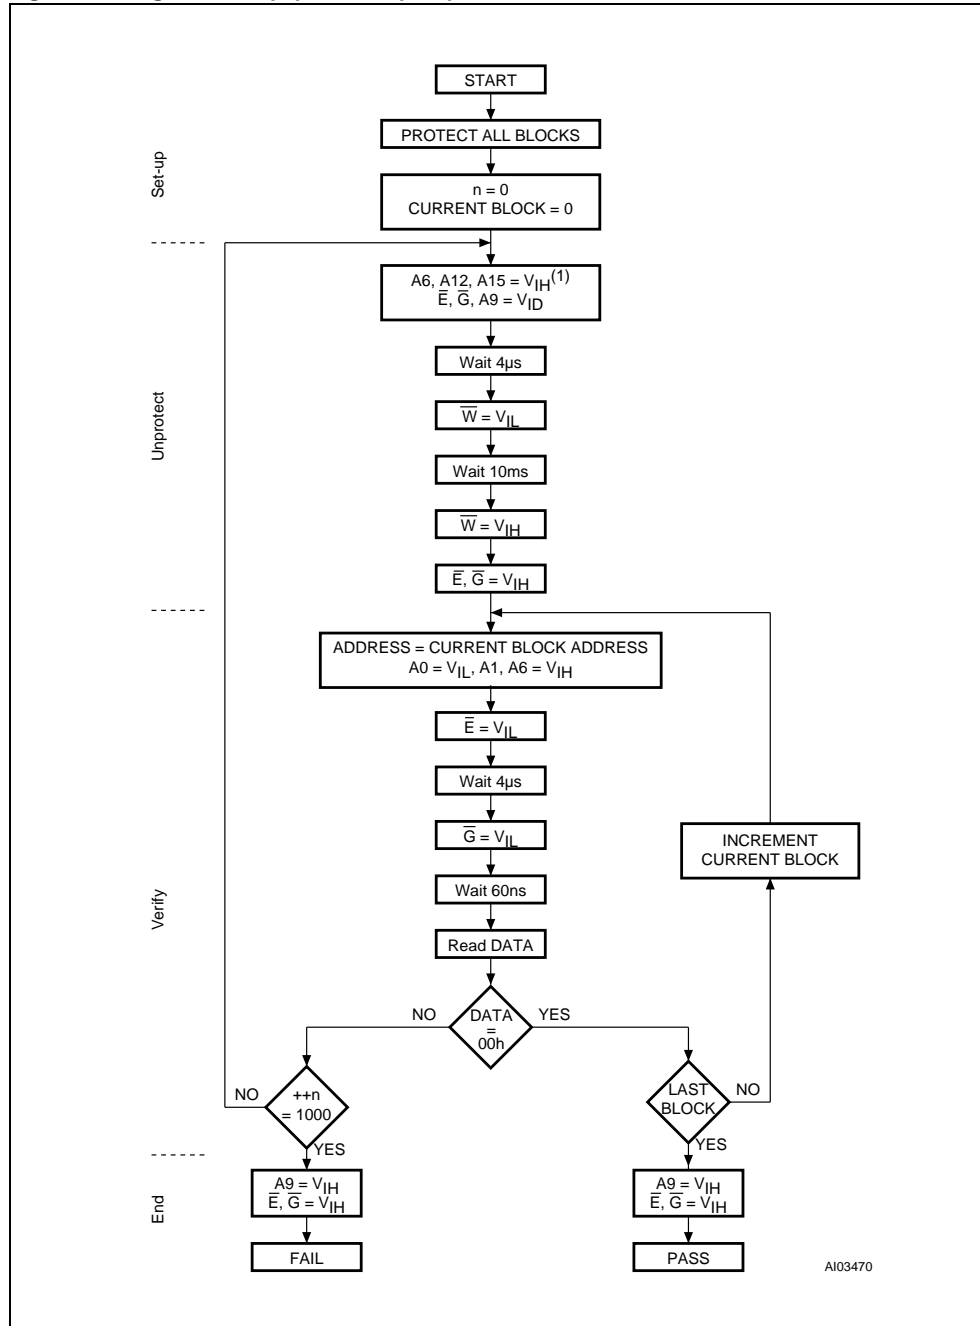 START
PROTECT ALL BLOCKS
Set-up
n = 0
CURRENT BLOCK = 0
A6, A12, A15 = VIH(1)
E̅, G̅, A9 = VID
Wait 4µs
Unprotect
W̅ = VIL
Wait 10ms
W̅ = VIH
E̅, G̅ = VIH
ADDRESS = CURRENT BLOCK ADDRESS
A0 = VIL, A1, A6 = VIH
E̅ = VIL
Wait 4µs
G̅ = VIL
INCREMENT
CURRENT BLOCK
Wait 60ns
Verify
Read DATA
NO
DATA
=
00h
YES
NO
++n
= 1000
LAST
BLOCK
NO
YES
YES
End
A9 = VIH
E̅, G̅ = VIH
A9 = VIH
E̅, G̅ = VIH
FAIL
PASS
AI03470